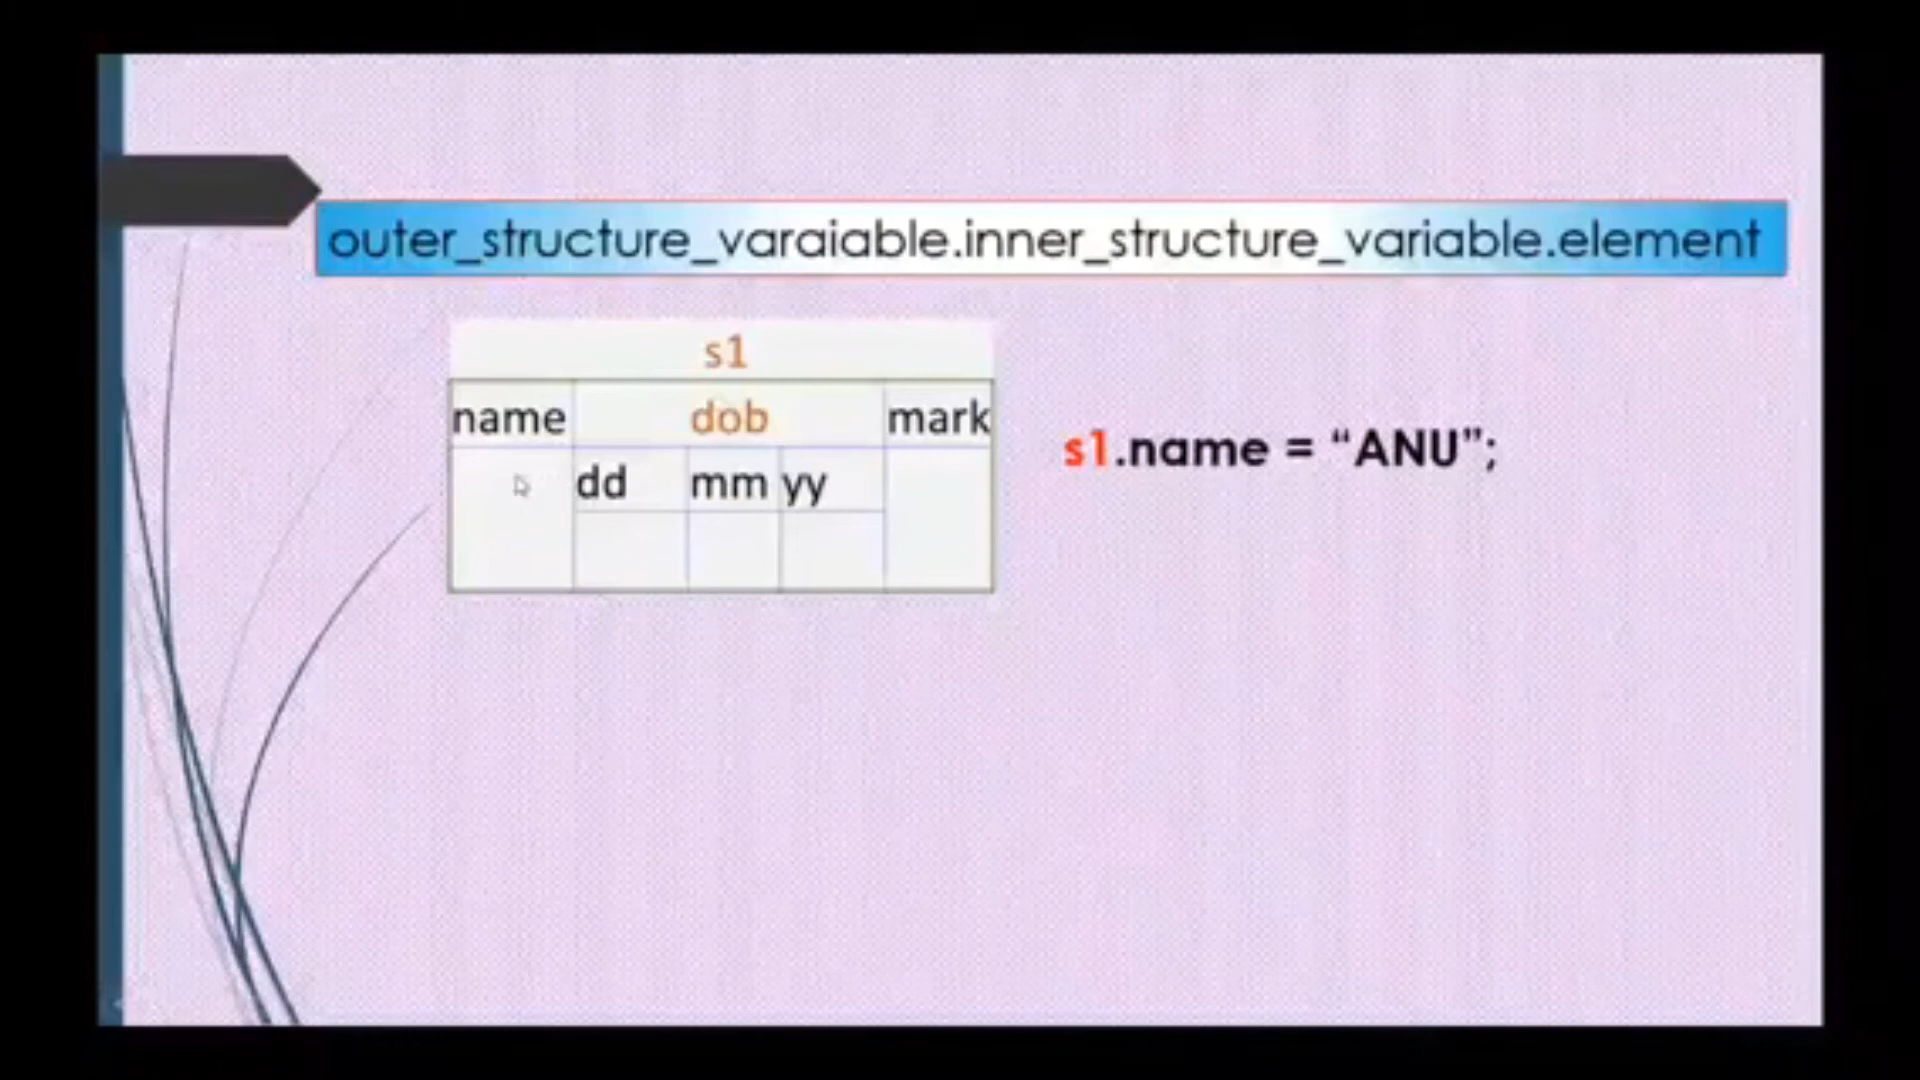 outer_structure_varaiable.inner_structure_variable.element
s1
name dob mark
dd mm yy
s1.name = “ANU”;